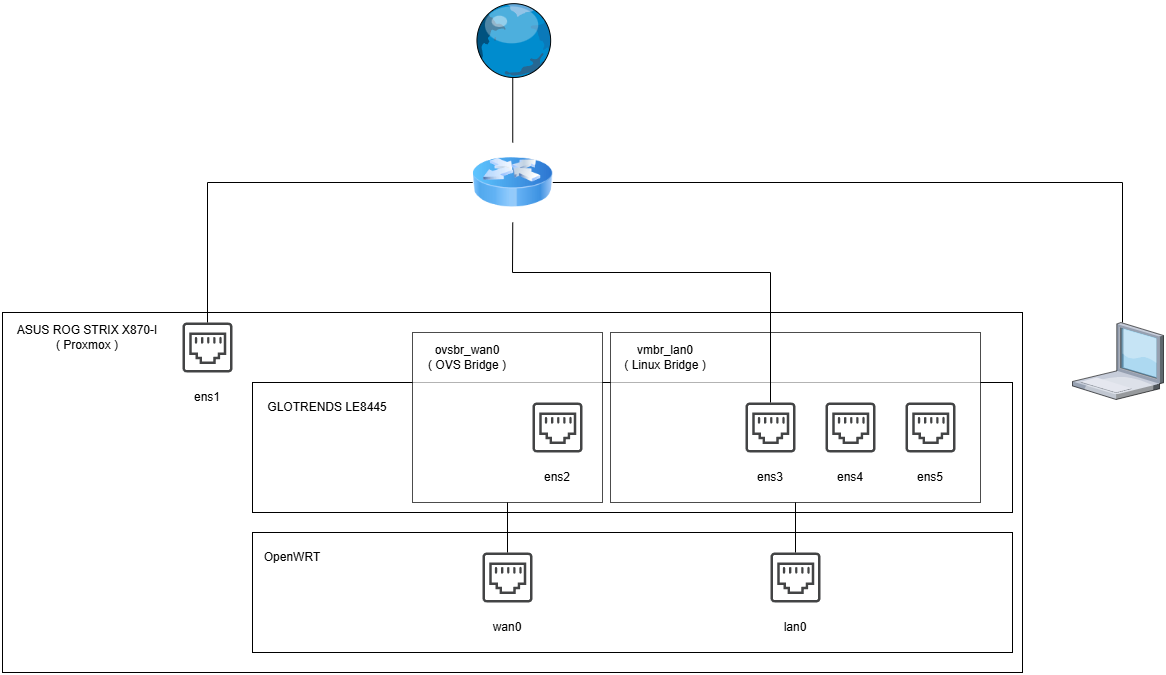 ASUS ROG STRIX X870-I
( Proxmox )
ens1
ovsbr_wan0
( OVS Bridge )
vmbr_lan0
( Linux Bridge )
GLOTRENDS LE8445
ens2
ens3
ens4
ens5
OpenWRT
wan0
lan0